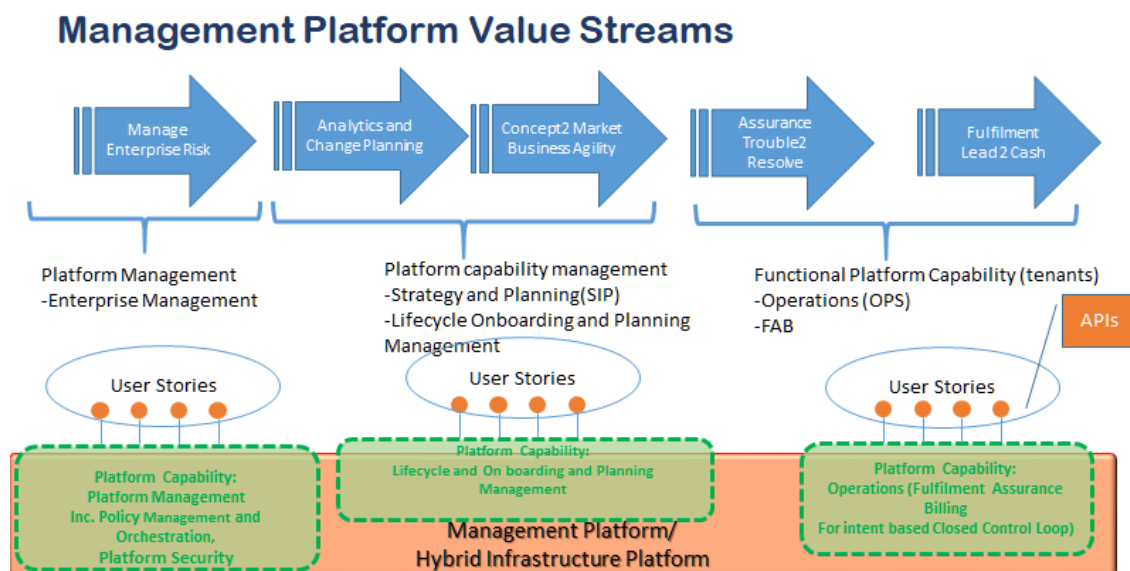 Management Platform Value Streams
Manage
Enterprise Risk
Analytics and
Change Planning
Concept2 Market
Business Agility
Assurance
Trouble2
Resolve
Fulfilment
Lead 2 Cash
Platform Management
-Enterprise Management
Platform capability management
-Strategy and Planning(SIP)
-Lifecycle Onboarding and Planning
Management
Functional Platform Capability (tenants)
-Operations (OPS)
-FAB
APIs
User Stories
User Stories
User Stories
Platform Capability:
Platform Management
Inc. Policy Management and
Orchestration,
Platform Security
Platform Capability:
Lifecycle and On boarding and Planning
Management
Platform Capability:
Operations (Fulfilment Assurance
Billing
For intent based Closed Control Loop)
Management Platform/
Hybrid Infrastructure Platform